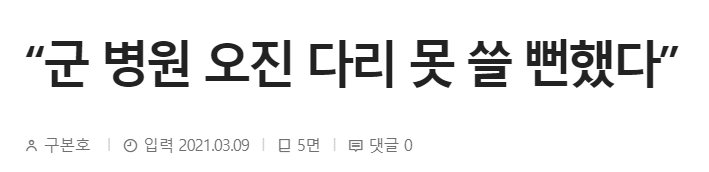 “군 병원 오진 다리 못 쓸 뻔했다”
구본호 | 입력 2021.03.09 | 5면 | 댓글 0